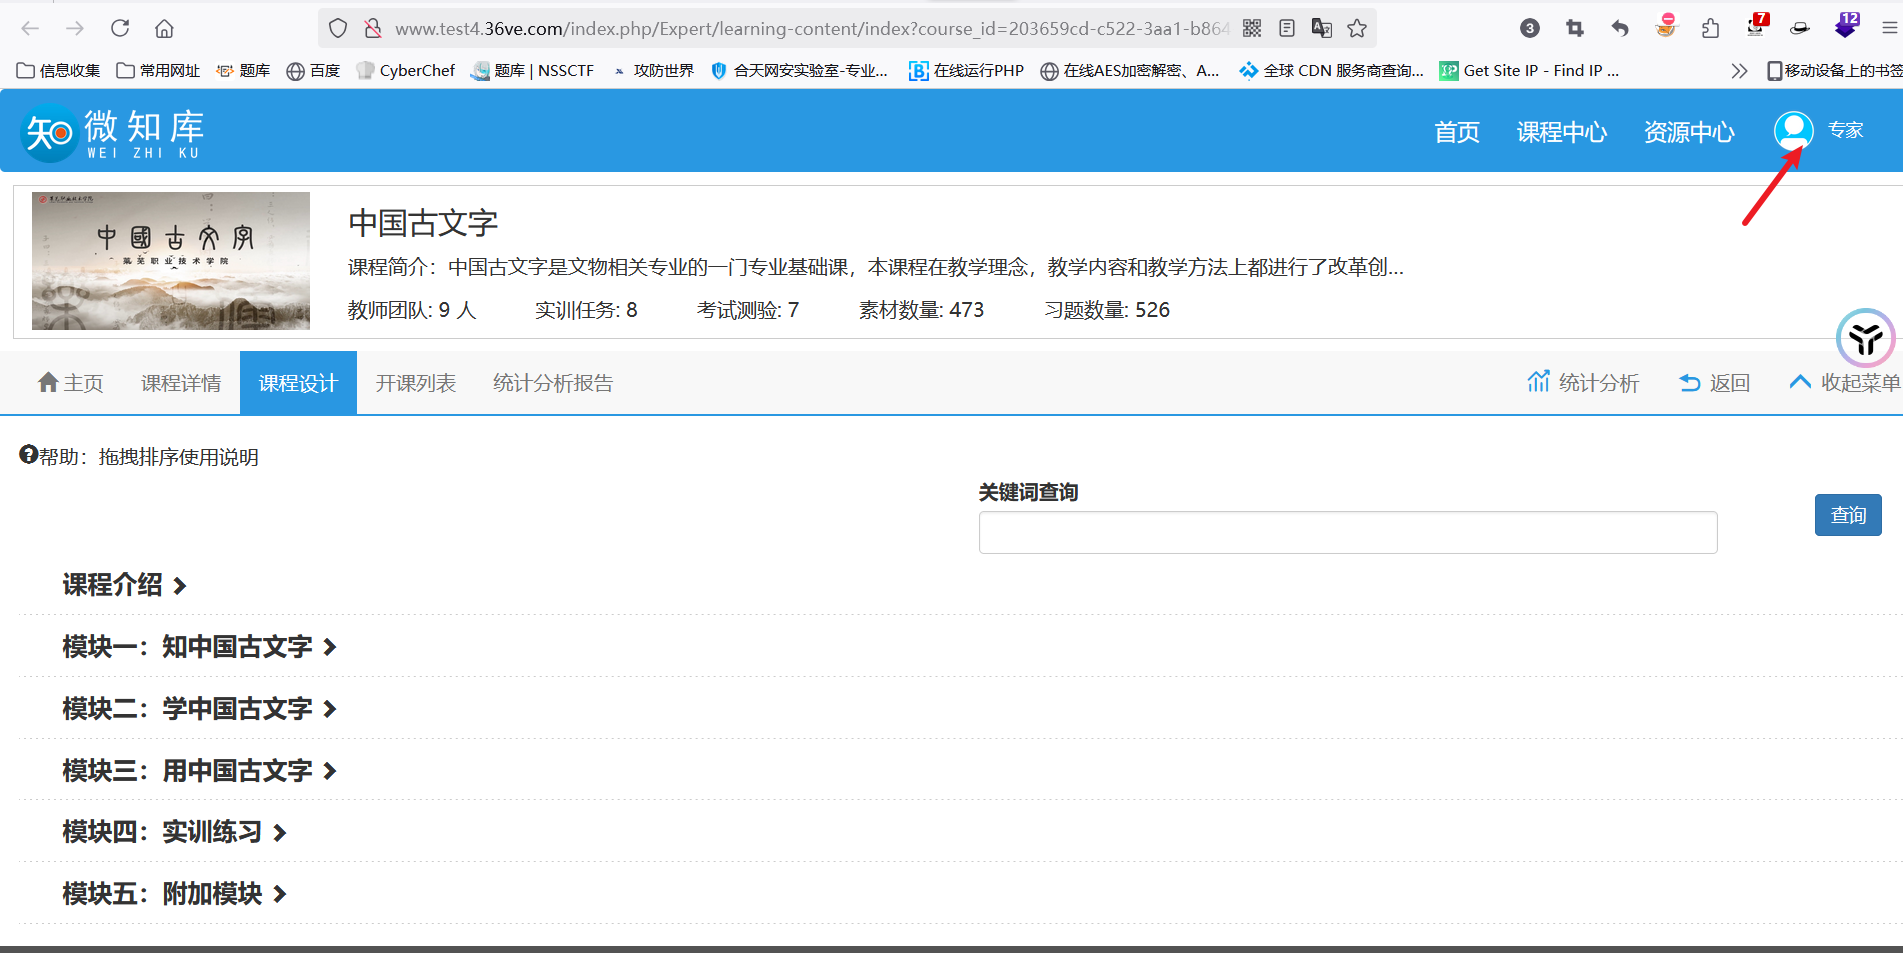 www.test4.36ve.com/index.php/Expert/learning-content/index?course_id=203659cd-c522-3aa1-b864
3
7
12
信息收集
常用网址
题库
百度
CyberChef
题库 | NSSCTF
攻防世界
合天网安实验室-专业...
在线运行PHP
在线AES加密解密、A...
全球 CDN 服务商查询...
Get Site IP - Find IP ...
移动设备上的书签
知
微知库
WEI ZHI KU
首页
课程中心
资源中心
专家
中國古文字
莱芜职业技术学院
中国古文字
课程简介：中国古文字是文物相关专业的一门专业基础课，本课程在教学理念，教学内容和教学方法上都进行了改革创...
教师团队: 9 人
实训任务: 8
考试测验: 7
素材数量: 473
习题数量: 526
主页
课程详情
课程设计
开课列表
统计分析报告
统计分析
返回
收起菜单
帮助：拖拽排序使用说明
关键词查询
查询
课程介绍
模块一：知中国古文字
模块二：学中国古文字
模块三：用中国古文字
模块四：实训练习
模块五：附加模块